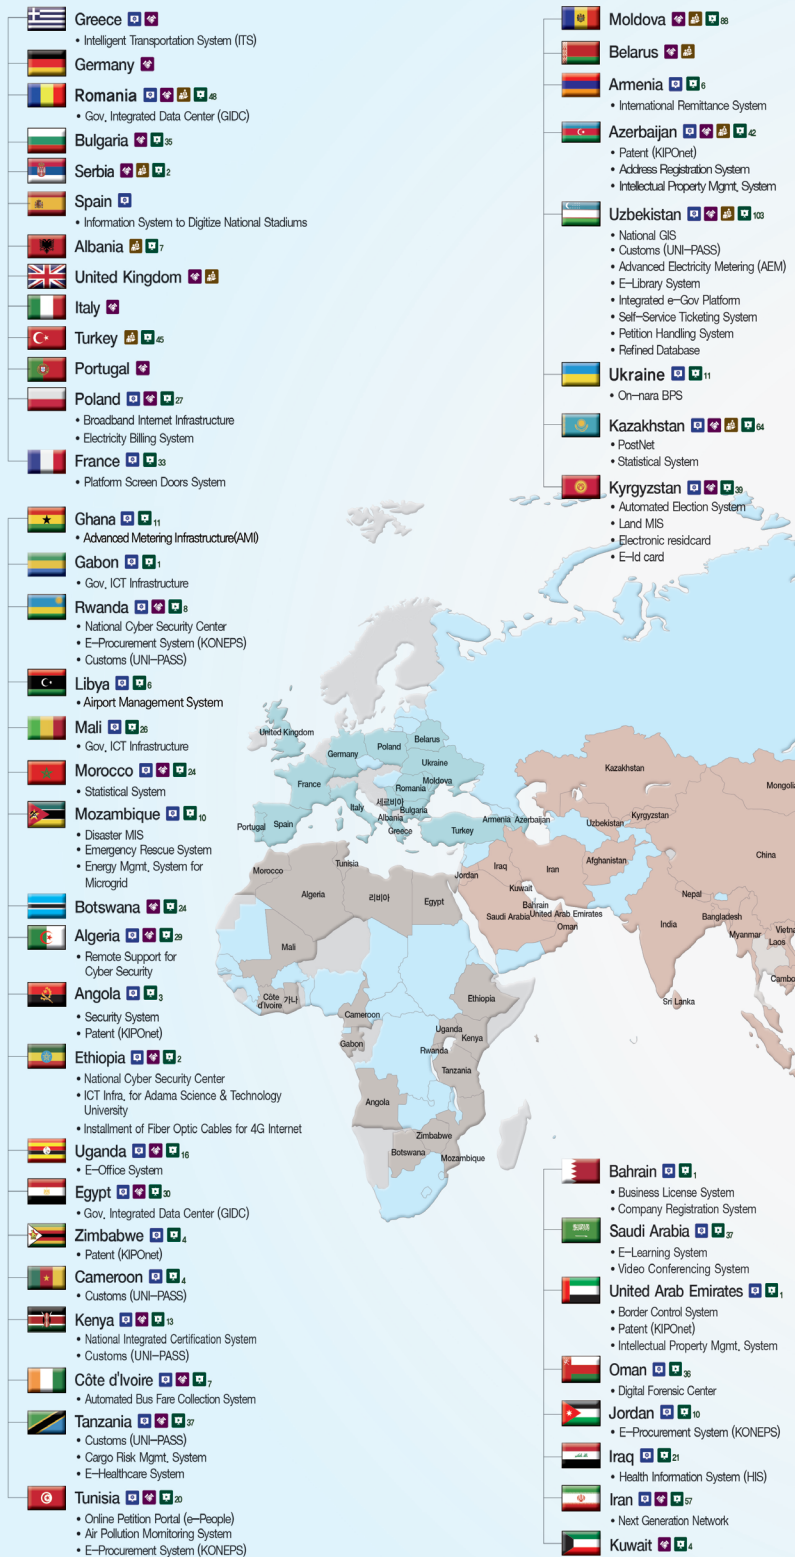 Greece
• Intelligent Transportation System (ITS)
Germany
Romania 48
• Gov. Integrated Data Center (GIDC)
Bulgaria 35
Serbia 2
Spain
• Information System to Digitize National Stadiums
Albania 7
United Kingdom
Italy
Turkey 45
Portugal
Poland 27
• Broadband Internet Infrastructure
• Electricity Billing System
France 33
• Platform Screen Doors System
Moldova 88
Belarus
Armenia 6
• International Remittance System
Azerbaijan 42
• Patent (KIPOnet)
• Address Registration System
• Intellectual Property Mgmt. System
Uzbekistan 103
• National GIS
• Customs (UNI-PASS)
• Advanced Electricity Metering (AEM)
• E-Library System
• Integrated e-Gov Platform
• Self-Service Ticketing System
• Petition Handling System
• Refined Database
Ukraine 11
• On-nara BPS
Kazakhstan 64
• PostNet
• Statistical System
Kyrgyzstan 39
• Automated Election System
• Land MIS
• Electronic residcard
• E-Id card
Ghana 11
• Advanced Metering Infrastructure(AMI)
Gabon 1
• Gov. ICT Infrastructure
Rwanda 8
• National Cyber Security Center
• E-Procurement System (KONEPS)
• Customs (UNI-PASS)
Libya 6
• Airport Management System
Mali 26
• Gov. ICT Infrastructure
Morocco 24
• Statistical System
Mozambique 10
• Disaster MIS
• Emergency Rescue System
• Energy Mgmt. System for
Microgrid
Botswana 24
Algeria 29
• Remote Support for
Cyber Security
Angola 3
• Security System
• Patent (KIPOnet)
Ethiopia 2
• National Cyber Security Center
• ICT Infra. for Adama Science & Technology
University
• Installment of Fiber Optic Cables for 4G Internet
Uganda 16
• E-Office System
Egypt 30
• Gov. Integrated Data Center (GIDC)
Zimbabwe 4
• Patent (KIPOnet)
Cameroon 4
• Customs (UNI-PASS)
Kenya 13
• National Integrated Certification System
• Customs (UNI-PASS)
Côte d'Ivoire 7
• Automated Bus Fare Collection System
Tanzania 37
• Customs (UNI-PASS)
• Cargo Risk Mgmt. System
• E-Healthcare System
Tunisia 20
• Online Petition Portal (e-People)
• Air Pollution Momitoring System
• E-Procurement System (KONEPS)
United Kingdom
Germany
Poland
Belarus
Ukraine
France
Moldova
Romania
세르비아
Italy
Bulgaria
Albania
Portugal
Spain
Greece
Turkey
Armenia
Azerbaijan
Kazakhstan
Uzbekistan
Kyrgyzstan
Mongoli
China
Tunisia
Morocco
Algeria
리비아
Egypt
Jordan
Iraq
Iran
Afghanistan
Kuwait
Bahrain
Saudi Arabia
United Arab Emirates
Oman
Nepal
India
Bangladesh
Myanmar
Vietna
Laos
Cambo
Sri Lanka
Mali
Côte
d'Ivoire
가나
Cameroon
Gabon
Ethiopia
Uganda
Kenya
Rwanda
Tanzania
Angola
Zimbabwe
Botswana
Mozambique
Bahrain 1
• Business License System
• Company Registration System
Saudi Arabia 37
• E-Learning System
• Video Conferencing System
United Arab Emirates 1
• Border Control System
• Patent (KIPOnet)
• Intellectual Property Mgmt. System
Oman 36
• Digital Forensic Center
Jordan 10
• E-Procurement System (KONEPS)
Iraq 21
• Health Information System (HIS)
Iran 57
• Next Generation Network
Kuwait 4